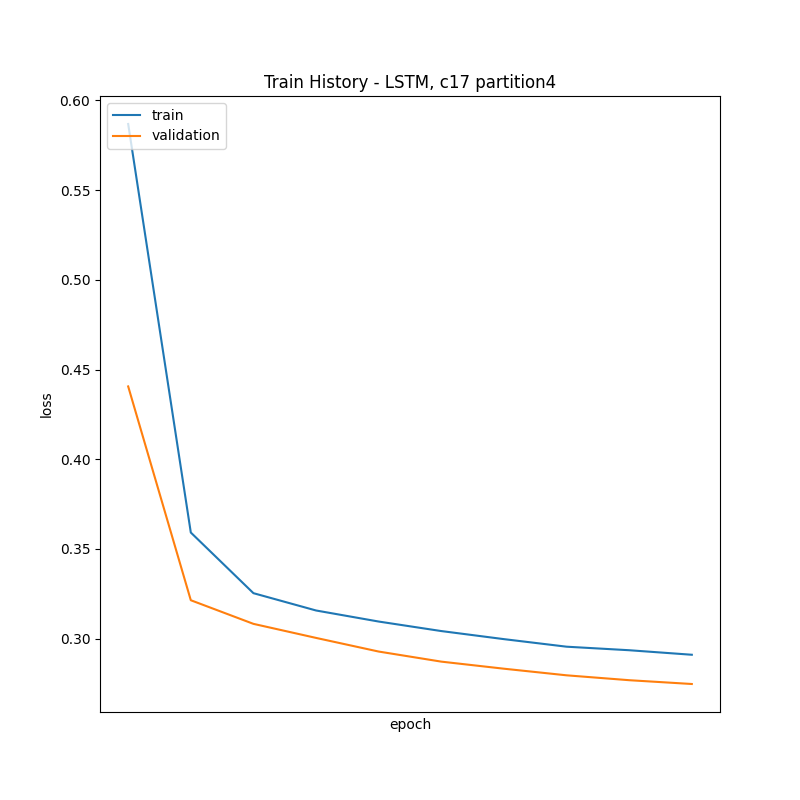 Train History - LSTM, c17 partition4
train
validation
0.60
0.55
0.50
0.45
0.40
0.35
0.30
loss
epoch